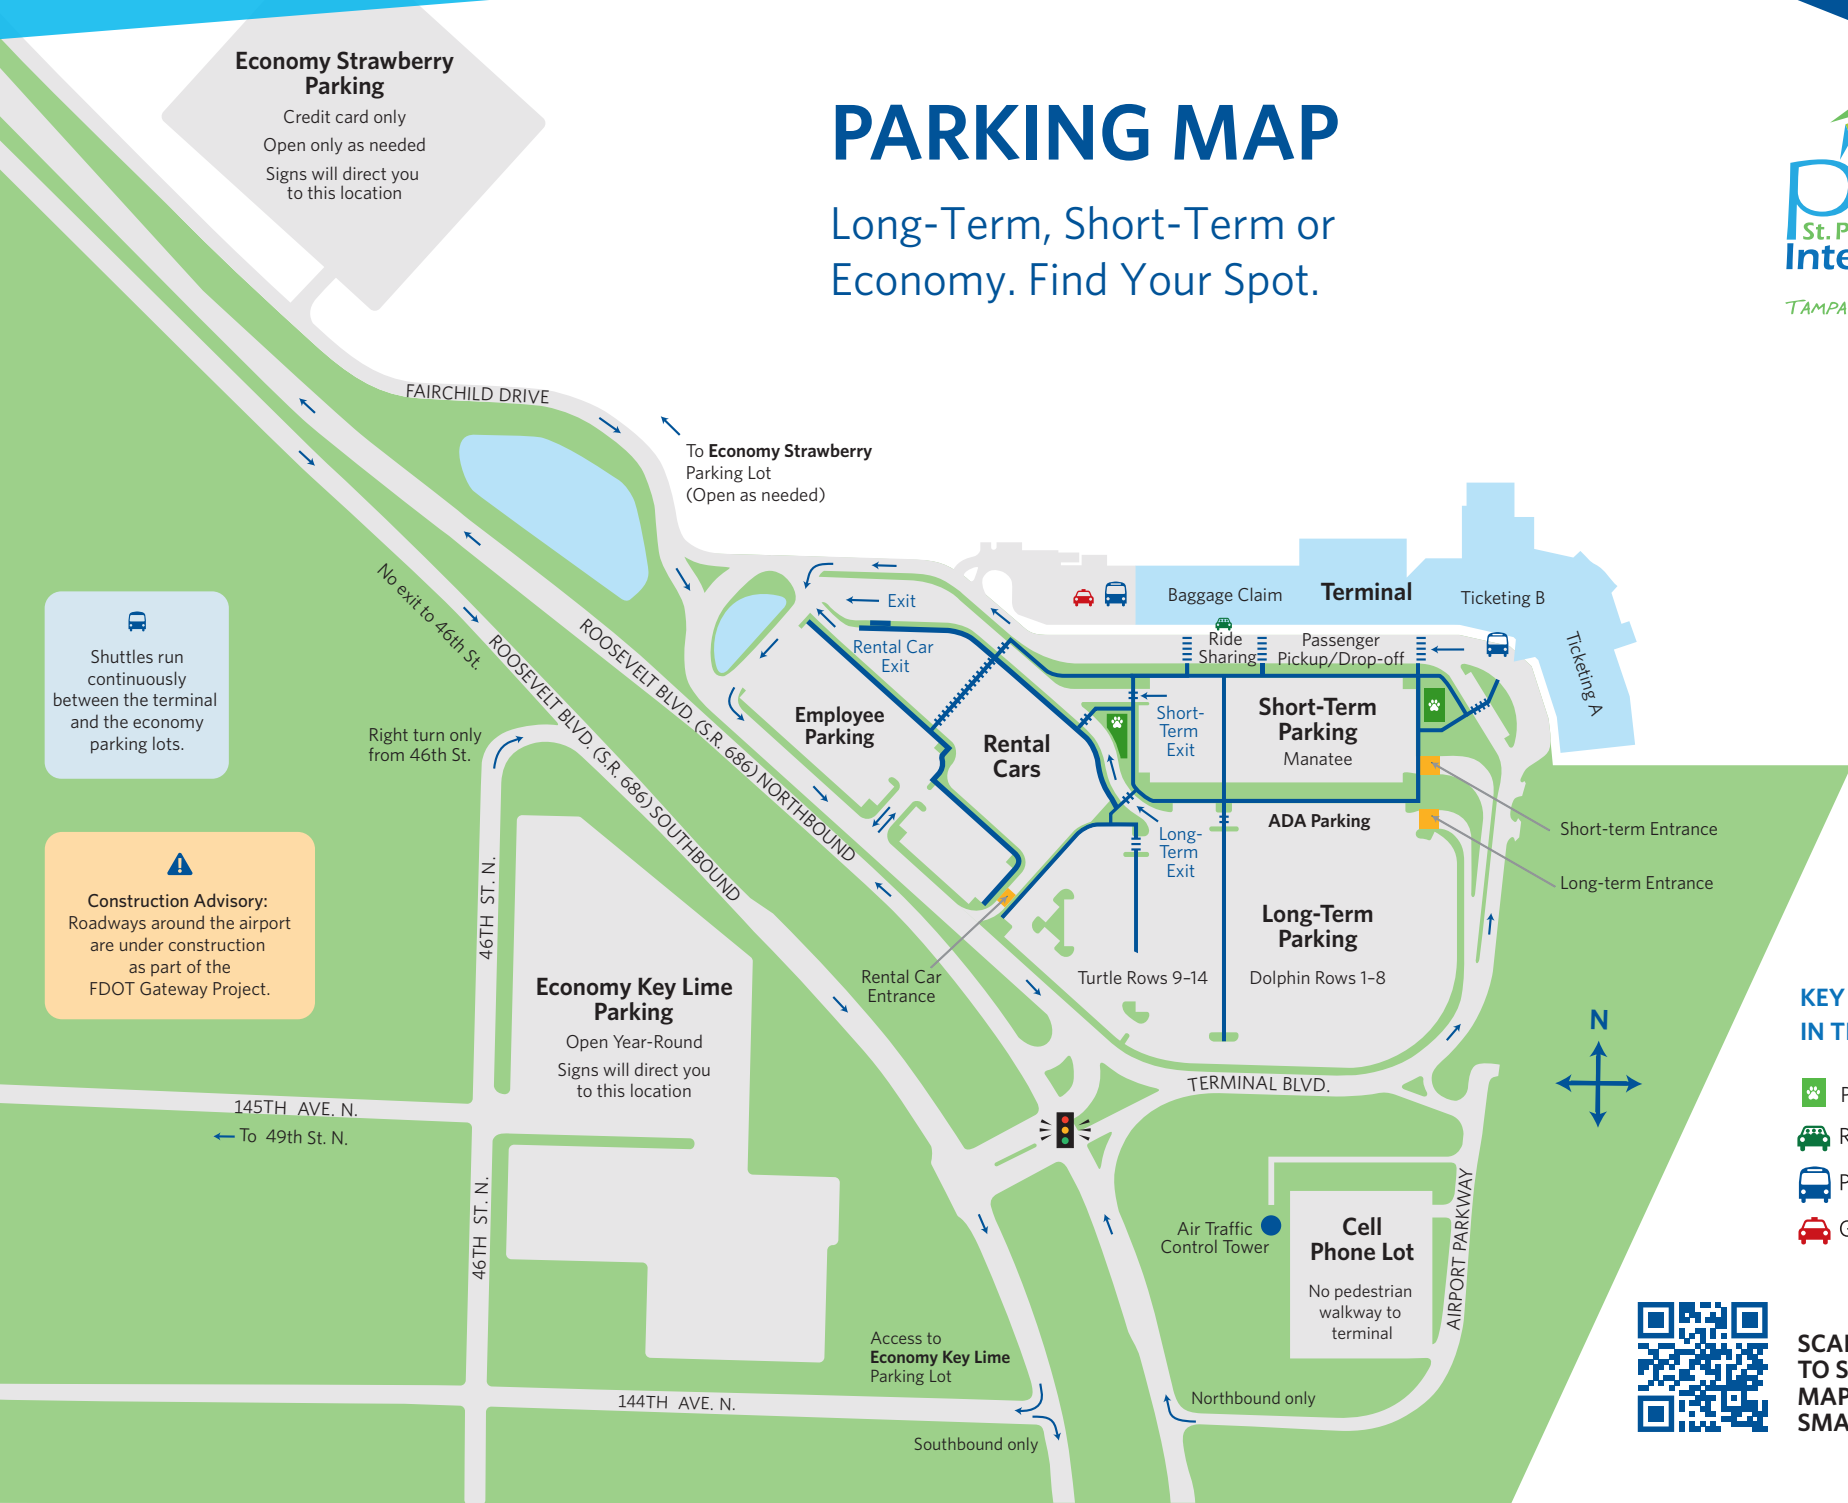 Economy Strawberry
Parking
Credit card only
Open only as needed
Signs will direct you
to this location
PARKING MAP
Long-Term, Short-Term or
Economy. Find Your Spot.
St. P
Inte
TAMPA
FAIRCHILD DRIVE
To Economy Strawberry
Parking Lot
(Open as needed)
No exit to 46th St.
ROOSEVELT BLVD. (S.R. 686) SOUTHBOUND
ROOSEVELT BLVD. (S.R. 686) NORTHBOUND
Shuttles run
continuously
between the terminal
and the economy
parking lots.
Right turn only
from 46th St.
Construction Advisory:
Roadways around the airport
are under construction
as part of the
FDOT Gateway Project.
Exit
Rental Car
Exit
Employee
Parking
Rental
Cars
Baggage Claim
Terminal
Ticketing B
Ticketing A
Ride
Sharing
Passenger
Pickup/Drop-off
Short-
Term
Exit
Short-Term
Parking
Manatee
ADA Parking
Long-
Term
Exit
Short-term Entrance
Long-term Entrance
Long-Term
Parking
Turtle Rows 9–14
Dolphin Rows 1–8
Rental Car
Entrance
46TH ST. N.
Economy Key Lime
Parking
Open Year-Round
Signs will direct you
to this location
145TH AVE. N.
To 49th St. N.
46TH ST. N.
TERMINAL BLVD.
N
KEY
IN T
P
R
P
G
Air Traffic
Control Tower
Cell
Phone Lot
No pedestrian
walkway to
terminal
AIRPORT PARKWAY
Access to
Economy Key Lime
Parking Lot
144TH AVE. N.
Northbound only
Southbound only
SCA
TO S
MAP
SMA